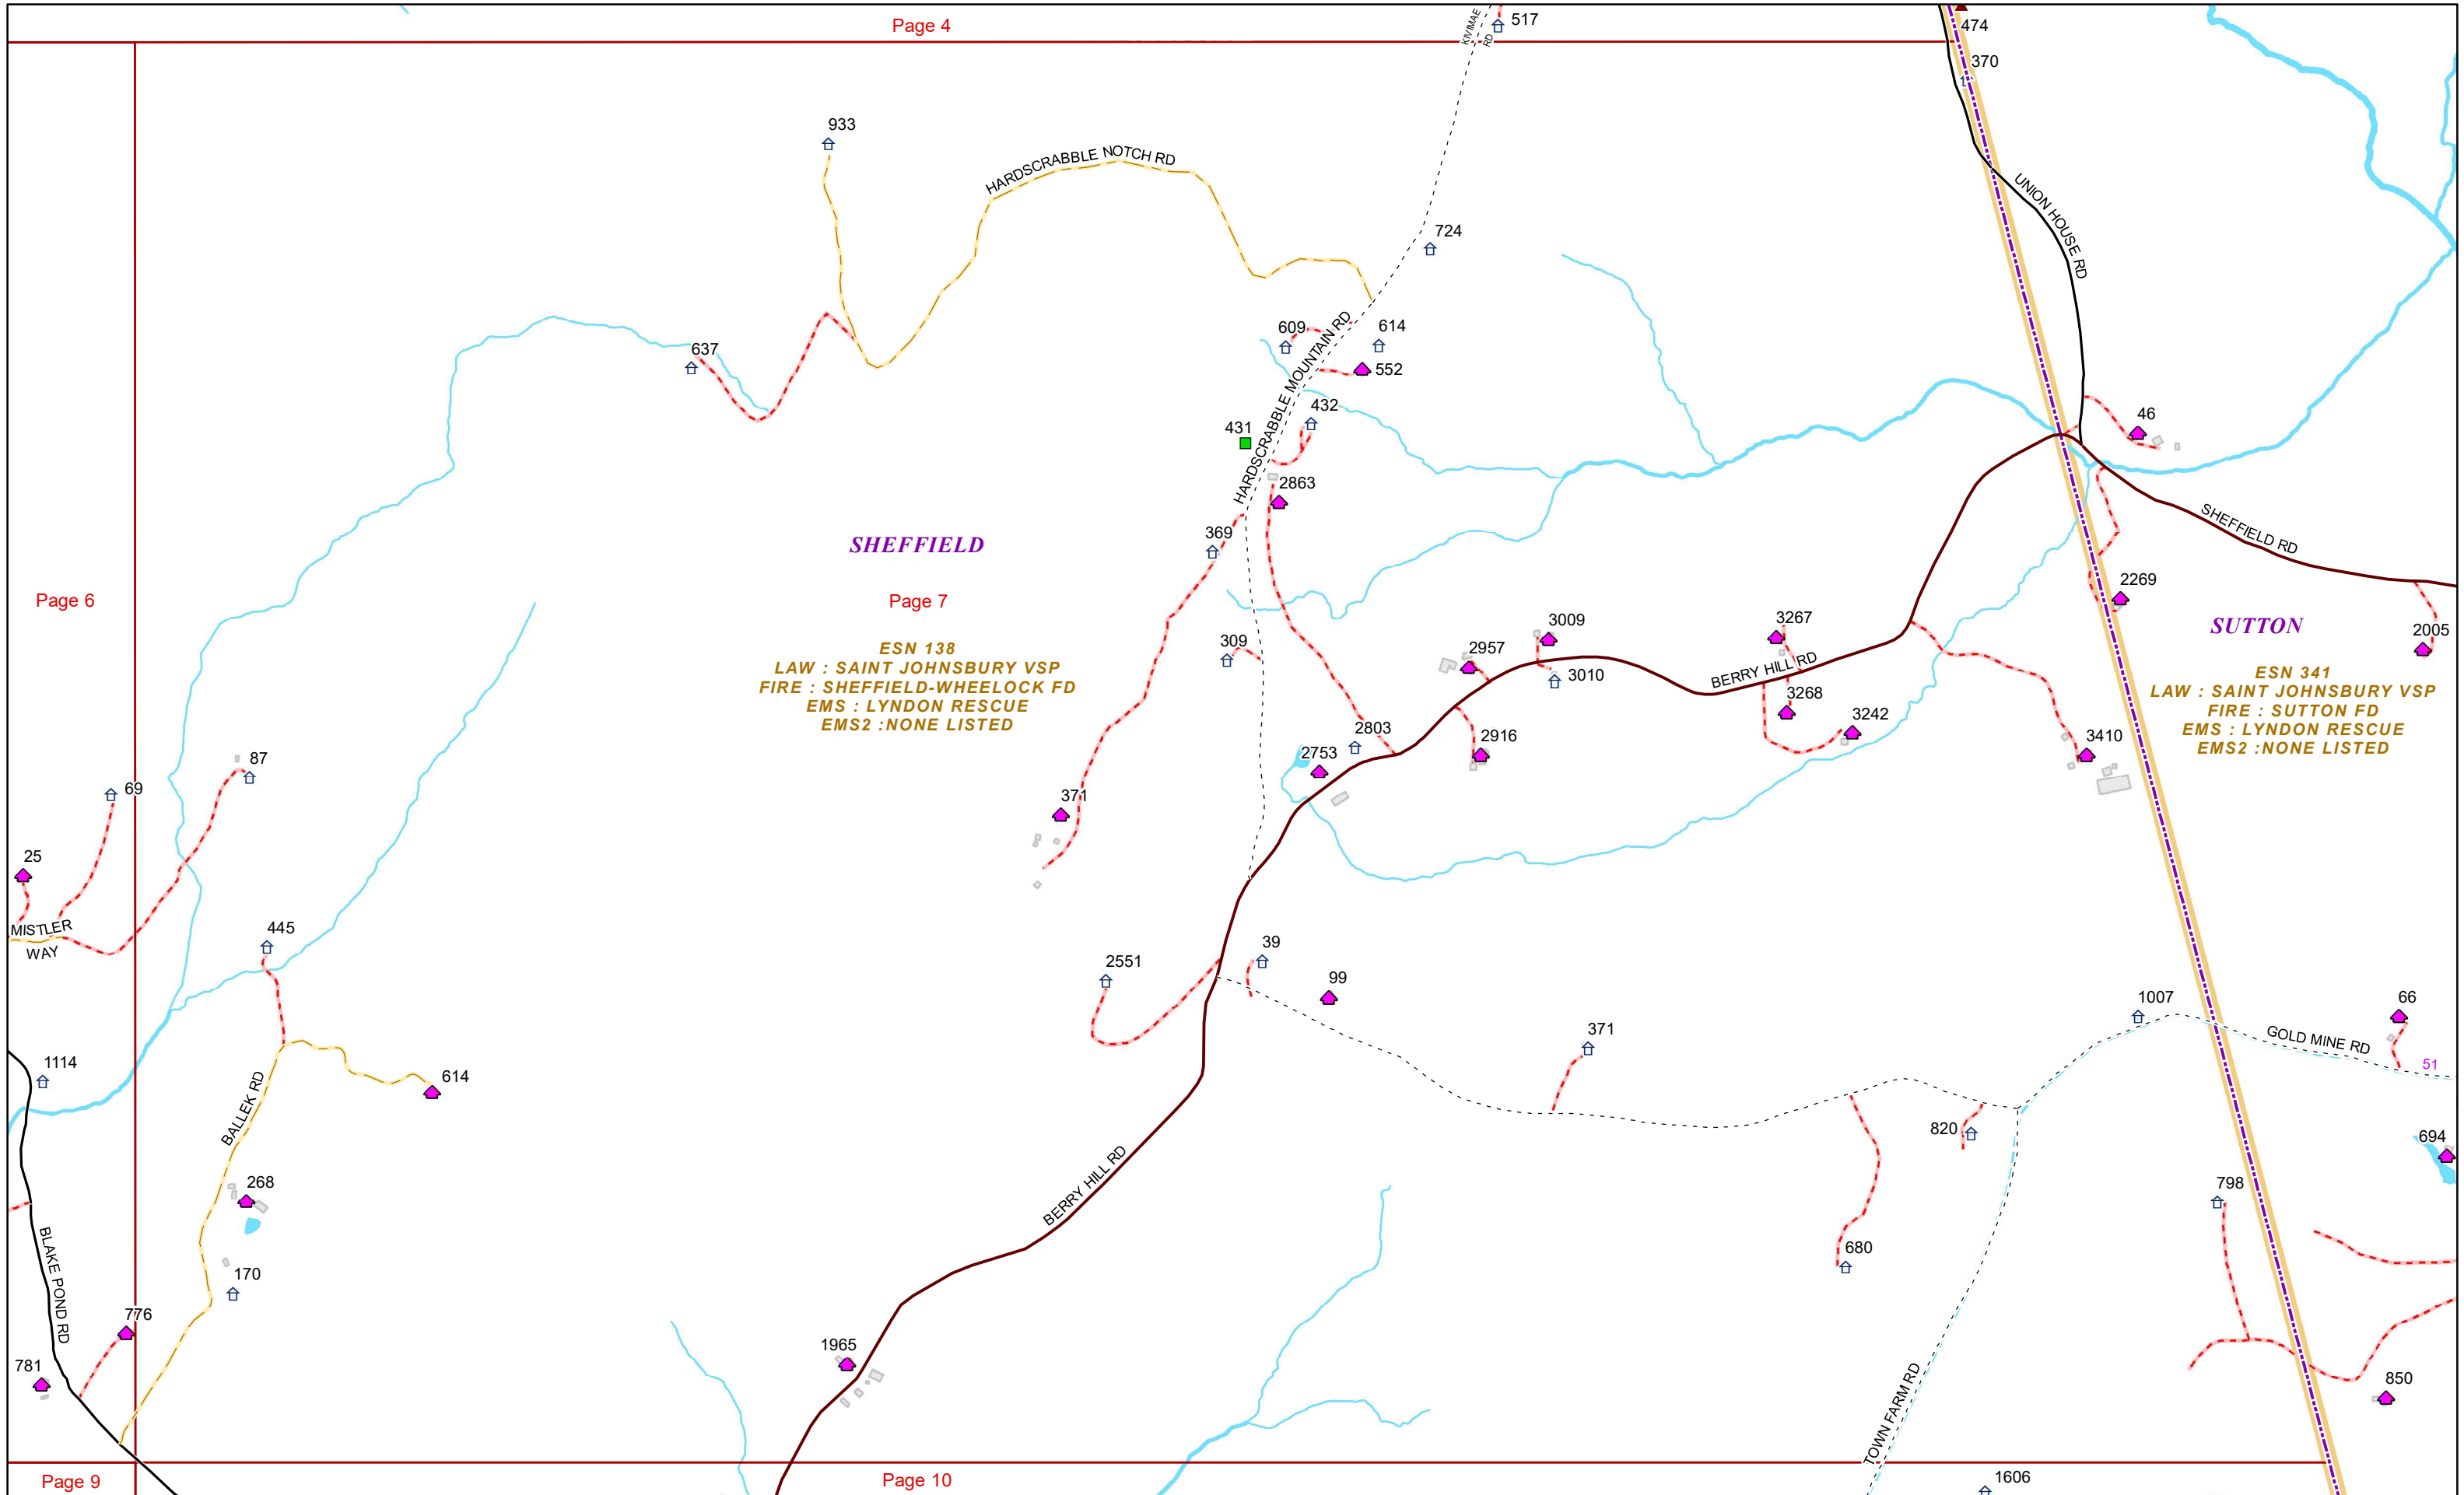 Page 4
KIVIMAE
RD
517
474
370
933
HARDSCRABBLE NOTCH RD
UNION HOUSE RD
724
637
609
614
552
HARDSCRABBLE MOUNTAIN RD
432
431
46
2863
SHEFFIELD RD
369
SHEFFIELD
Page 6
Page 7
2269
SUTTON
3009
3267
2005
309
2957
ESN 138
LAW : SAINT JOHNSBURY VSP
FIRE : SHEFFIELD-WHEELOCK FD
EMS : LYNDON RESCUE
EMS2 :NONE LISTED
BERRY HILL RD
3010
ESN 341
LAW : SAINT JOHNSBURY VSP
FIRE : SUTTON FD
EMS : LYNDON RESCUE
EMS2 :NONE LISTED
3268
3242
2803
2916
3410
2753
87
69
371
25
MISTLER
WAY
445
39
2551
99
66
1007
371
GOLD MINE RD
51
1114
614
BALEK RD
820
694
BERRY HILL RD
268
798
680
170
BLAKE POND RD
776
1965
781
850
TOWN FARM RD
Page 9
Page 10
1606